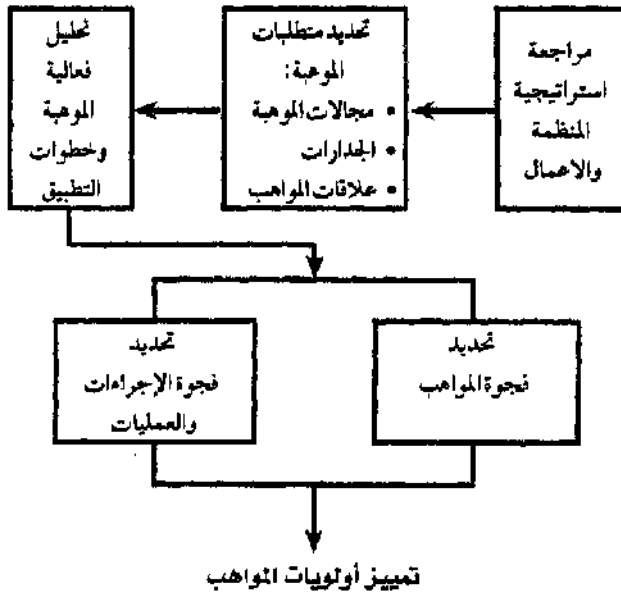 مراجعة
استراتيجية
المنظمة
والاعمال
تحديد متطلبات
الموهبة:
• مجالات الموهبة
• الجدارات
• علاقات المواهب
تحليل
فعالية
الموهبة
وخطوات
التطبيق
تحديد
فجوة المواهب
تحديد
فجوة الإجراءات
والعمليات
تمييز أولويات المواهب